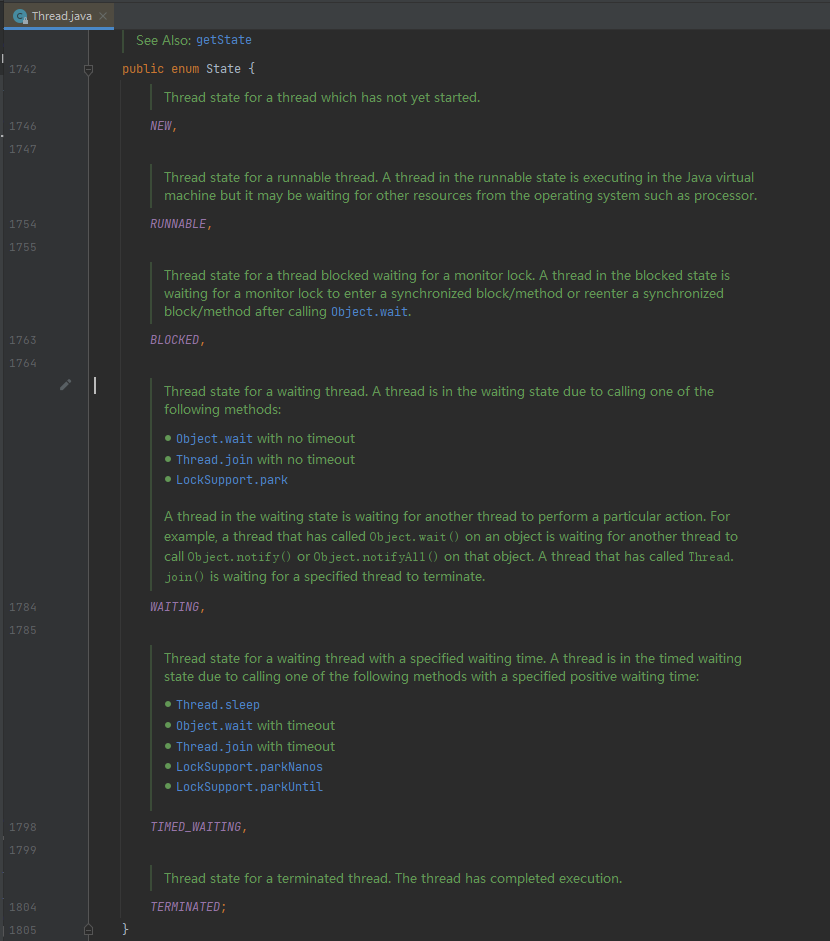 Thread.java
See Also: getState
1742 public enum State {
Thread state for a thread which has not yet started.
1746 NEW,
1747
Thread state for a runnable thread. A thread in the runnable state is executing in the Java virtual
machine but it may be waiting for other resources from the operating system such as processor.
1754 RUNNABLE,
1755
Thread state for a thread blocked waiting for a monitor lock. A thread in the blocked state is
waiting for a monitor lock to enter a synchronized block/method or reenter a synchronized
block/method after calling Object.wait.
1763 BLOCKED,
1764
Thread state for a waiting thread. A thread is in the waiting state due to calling one of the
following methods:
• Object.wait with no timeout
• Thread.join with no timeout
• LockSupport.park
A thread in the waiting state is waiting for another thread to perform a particular action. For
example, a thread that has called Object.wait() on an object is waiting for another thread to
call Object.notify() or Object.notifyAll() on that object. A thread that has called Thread.
join() is waiting for a specified thread to terminate.
1784 WAITING,
1785
Thread state for a waiting thread with a specified waiting time. A thread is in the timed waiting
state due to calling one of the following methods with a specified positive waiting time:
• Thread.sleep
• Object.wait with timeout
• Thread.join with timeout
• LockSupport.parkNanos
• LockSupport.parkUntil
1798 TIMED_WAITING,
1799
Thread state for a terminated thread. The thread has completed execution.
1804 TERMINATED;
1805 }